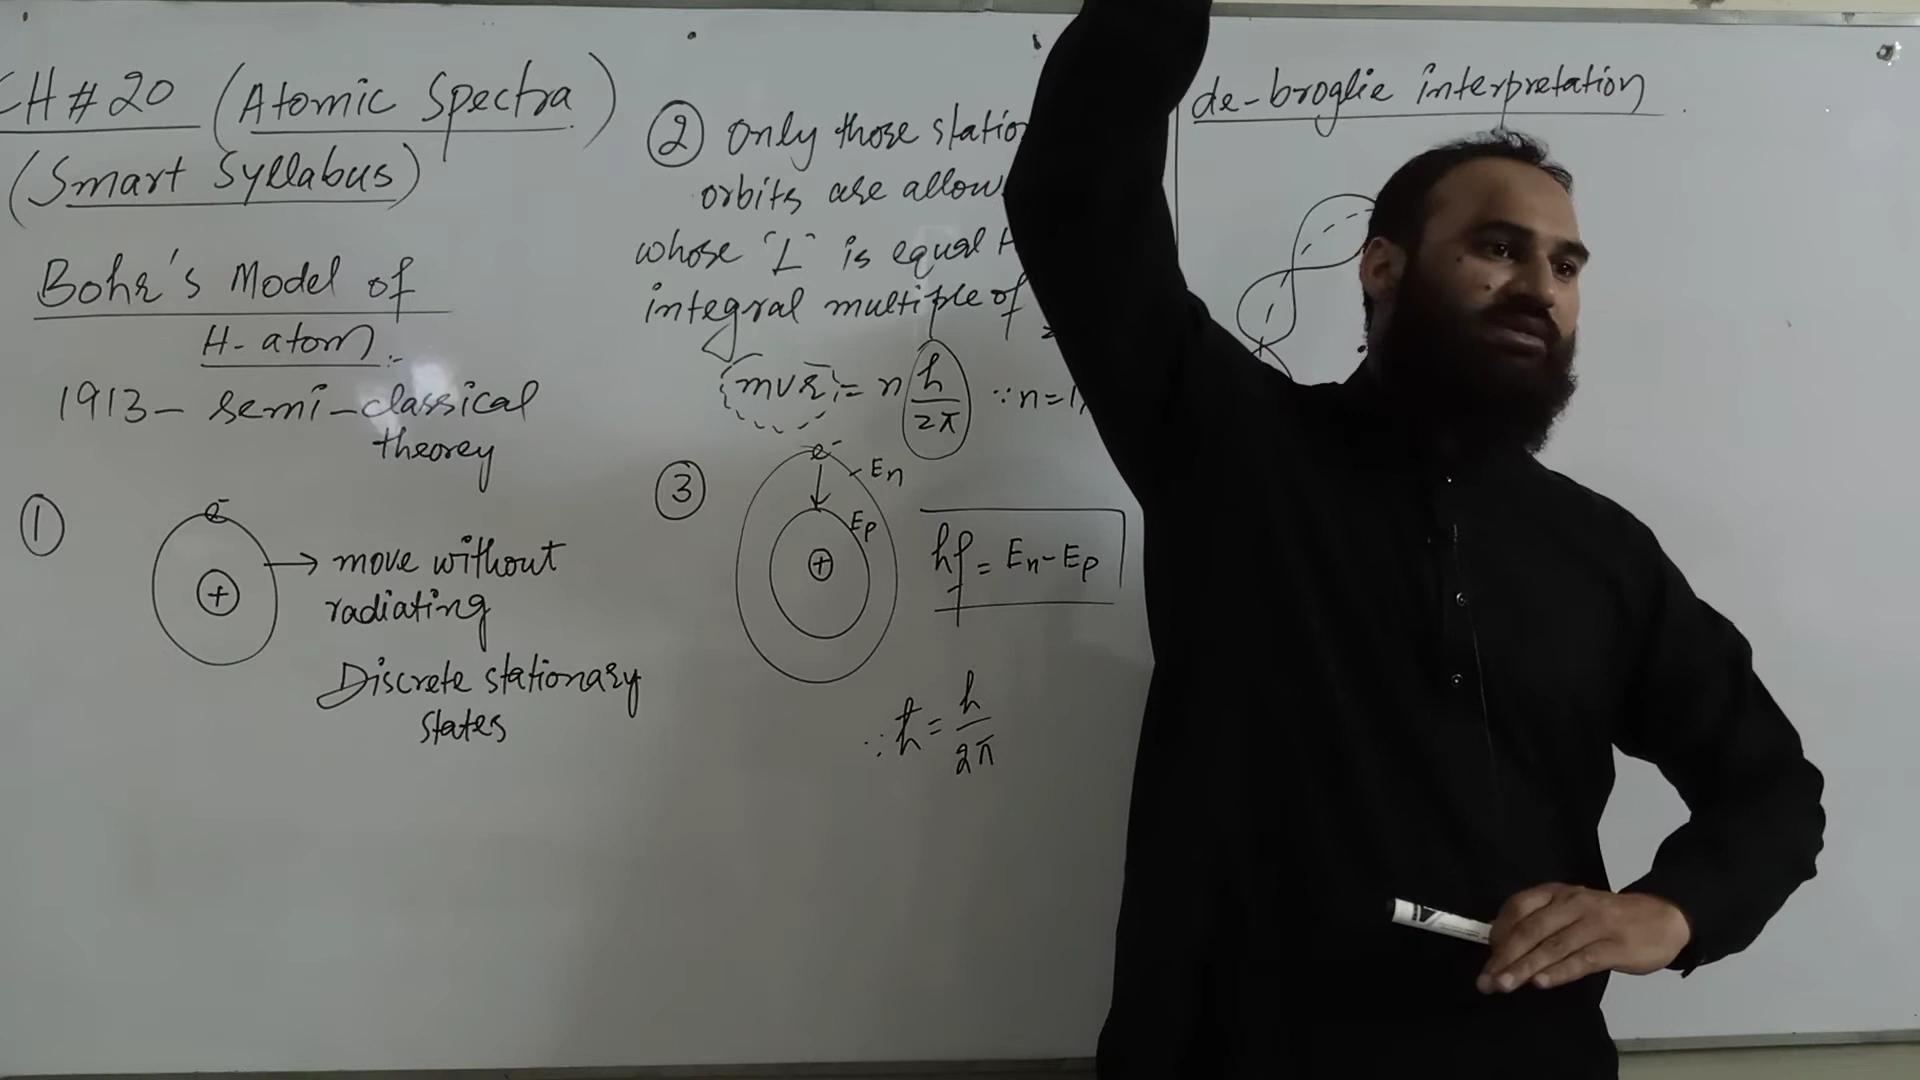 CH#20 (Atomic Spectra)
(Smart Syllabus)
Bohr's Model of
H-atom:-
1913- semi-classical
theorey
①
e-
+
→ move without
radiating
Discrete stationary
states
② Only those
orbits are
whose "L" is equal
integral multiple of
mvr = n h/2π ∵ n=1,
③
e-
En
Ep
+
hf = En-Ep
∴ ħ = h/2π
de-broglie interpretation